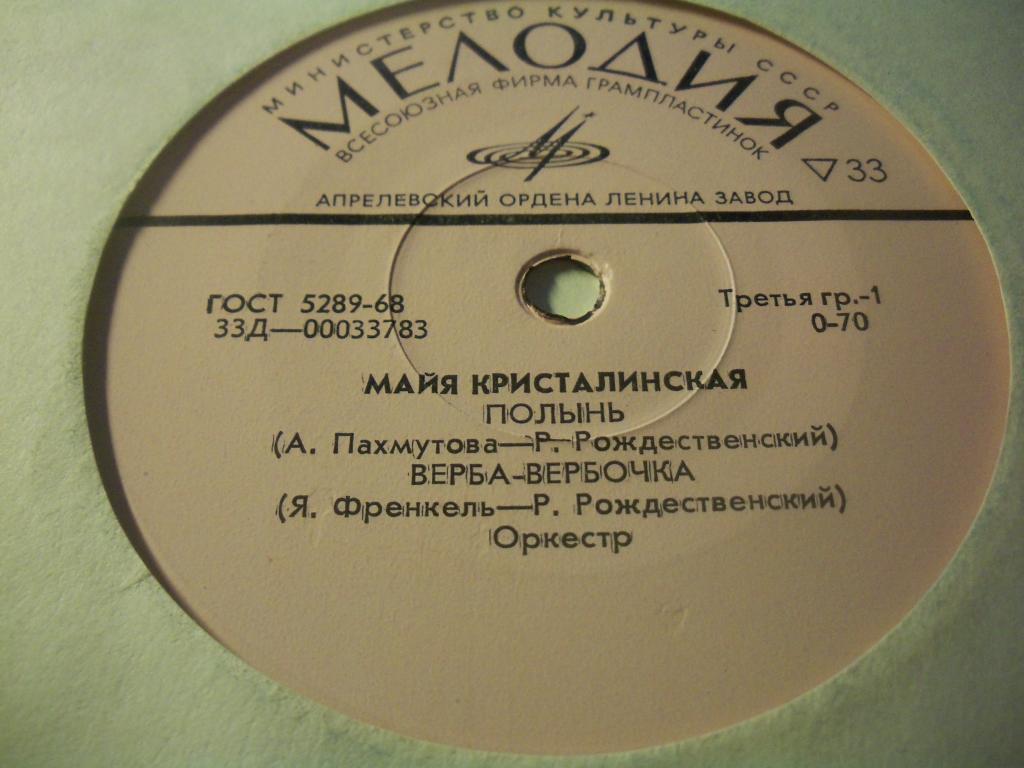 МИНИСТЕРСТВО КУЛЬТУРЫ СССР
МЕЛОДИЯ
ВСЕСОЮЗНАЯ ФИРМА ГРАМПЛАСТИНОК
33
АПРЕЛЕВСКИЙ ОРДЕНА ЛЕНИНА ЗАВОД
ГОСТ 5289-68 Третья гр.-1
33Д—00033783 0-70
МАЙЯ КРИСТАЛИНСКАЯ
ПОЛЫНЬ
(А. Пахмутова—Р. Рождественский)
ВЕРБА-ВЕРБОЧКА
(Я. Френкель—Р. Рождественский)
Оркестр